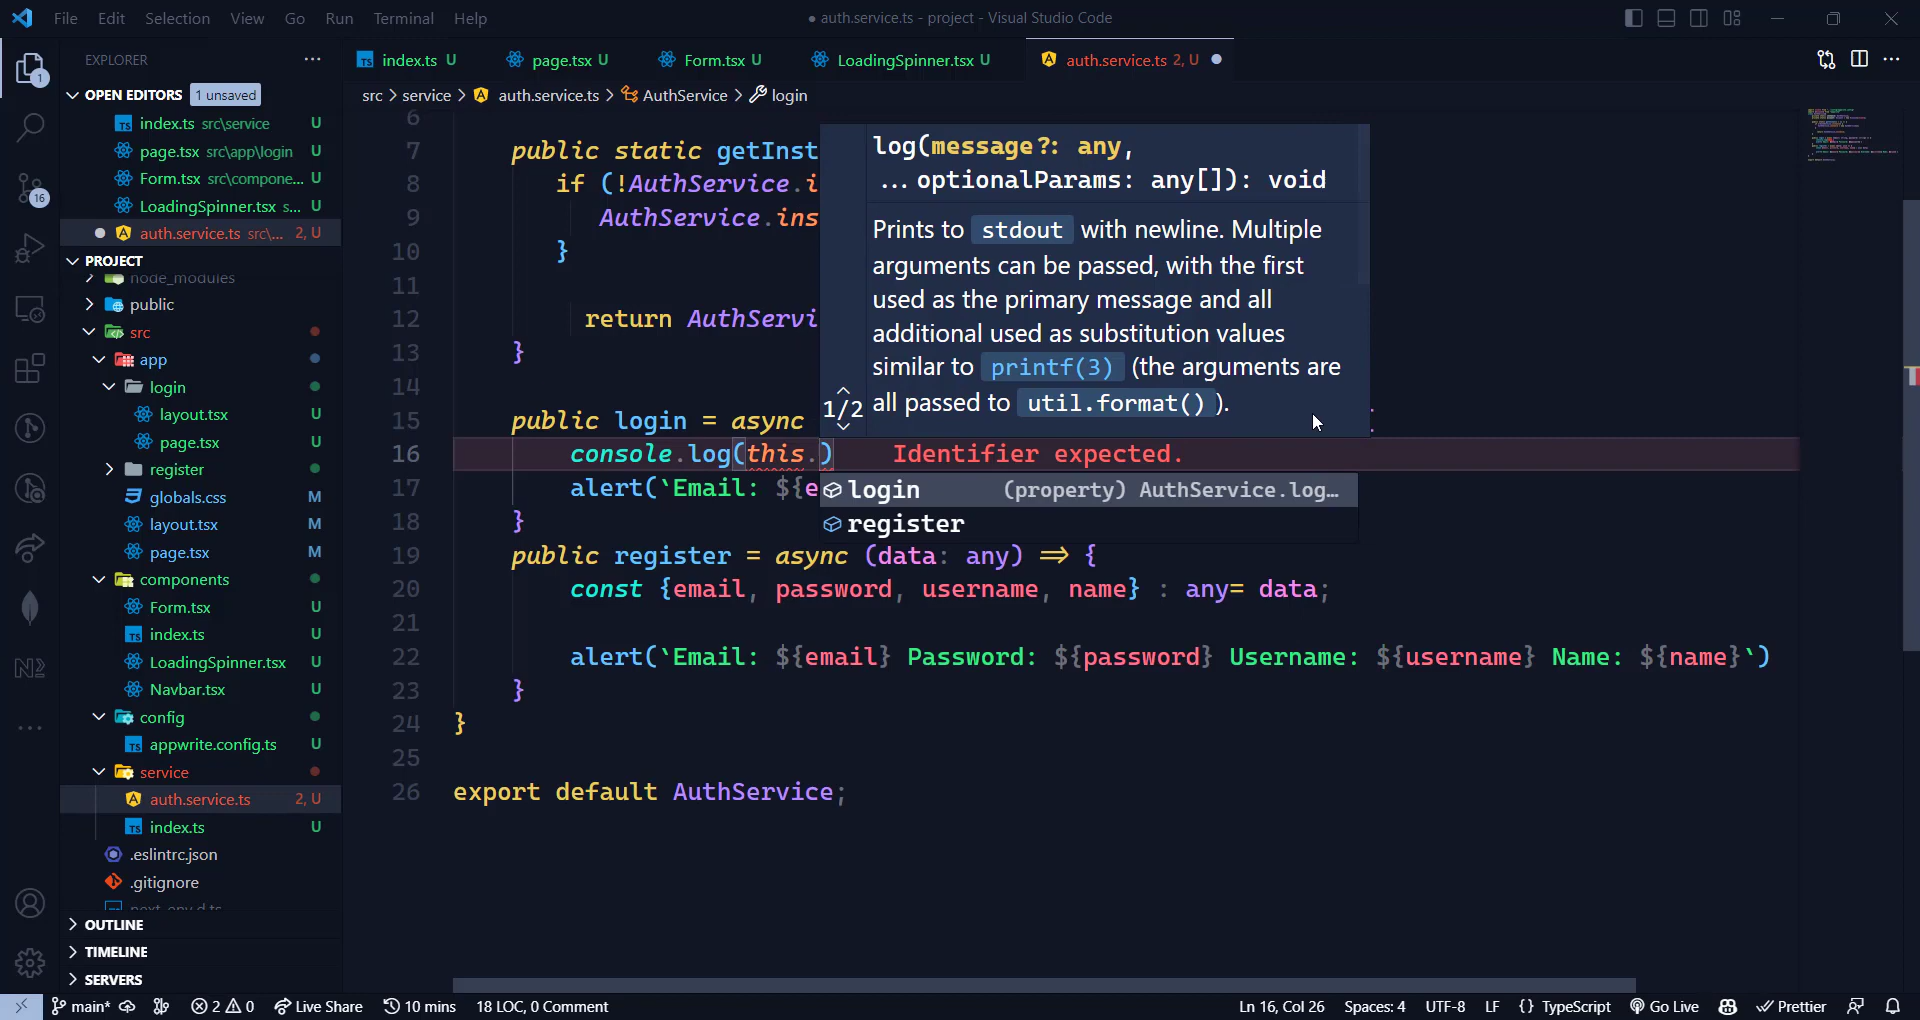 File Edit Selection View Go Run Terminal Help
● auth.service.ts - project - Visual Studio Code
EXPLORER ···
index.ts U page.tsx U Form.tsx U LoadingSpinner.tsx U auth.service.ts 2, U ●
OPEN EDITORS 1 unsaved
src > service > auth.service.ts > AuthService > login
index.ts src\service U
page.tsx src\app\login U
Form.tsx src\compone... U
LoadingSpinner.tsx s... U
● auth.service.ts src\... 2, U
PROJECT
node_modules
public
src
app
login
layout.tsx U
page.tsx U
register
globals.css M
layout.tsx M
page.tsx M
components
Form.tsx U
index.ts U
LoadingSpinner.tsx U
Navbar.tsx U
config
appwrite.config.ts U
service
auth.service.ts 2, U
index.ts U
.eslintrc.json
.gitignore
next-env.d.ts
OUTLINE
TIMELINE
SERVERS
1
16
6
7 public static getInst
8 if (!AuthService.i
9 AuthService.ins
10 }
11
12 return AuthServi
13 }
14
15 public login = async
16 console.log(this.) Identifier expected.
17 alert(`Email: ${e
18 }
19 public register = async (data: any) => {
20 const {email, password, username, name} : any= data;
21
22 alert(`Email: ${email} Password: ${password} Username: ${username} Name: ${name}`)
23 }
24 }
25
26 export default AuthService;
log(message?: any,
...optionalParams: any[]): void
Prints to stdout with newline. Multiple
arguments can be passed, with the first
used as the primary message and all
additional used as substitution values
similar to printf(3) (the arguments are
1/2 all passed to util.format() ).
login (property) AuthService.log...
register
main* 2 0 Live Share 10 mins 18 LOC, 0 Comment Ln 16, Col 26 Spaces: 4 UTF-8 LF {} TypeScript Go Live Prettier